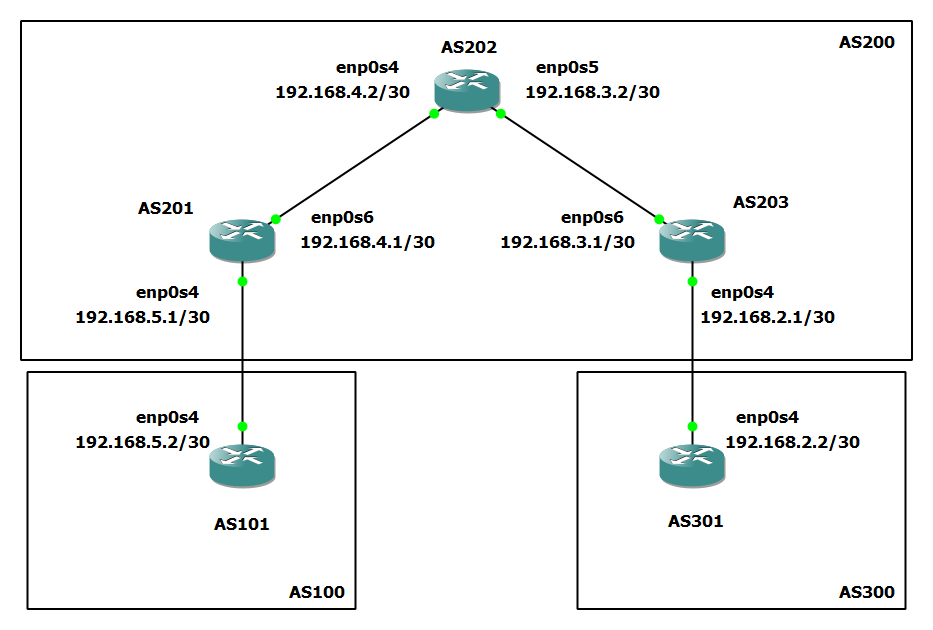 AS202
AS200
enp0s4
192.168.4.2/30
enp0s5
192.168.3.2/30
AS201
enp0s6
192.168.4.1/30
enp0s6
192.168.3.1/30
AS203
enp0s4
192.168.5.1/30
enp0s4
192.168.2.1/30
enp0s4
192.168.5.2/30
enp0s4
192.168.2.2/30
AS101
AS301
AS100
AS300